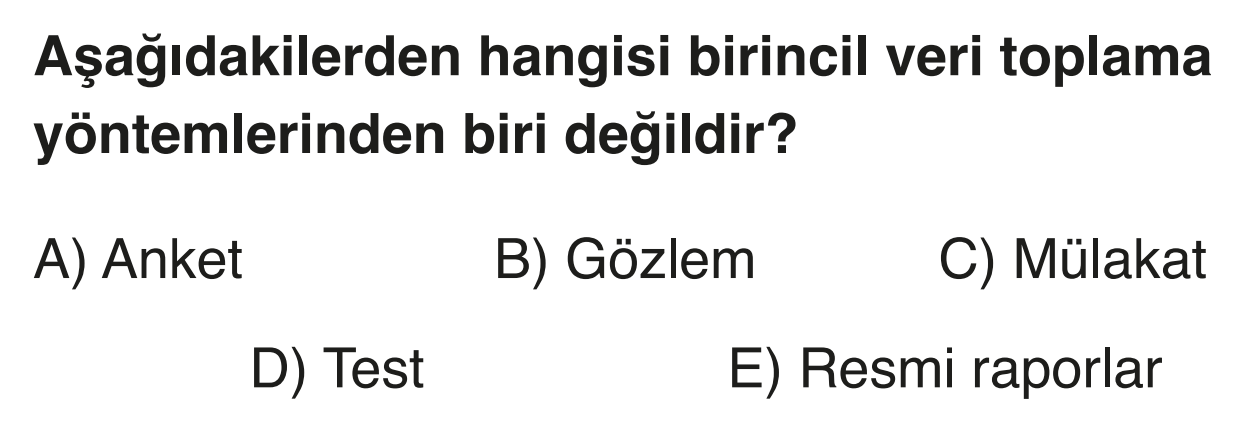 Aşağıdakilerden hangisi birincil veri toplama
yöntemlerinden biri değildir?
A) Anket B) Gözlem C) Mülakat
D) Test E) Resmi raporlar